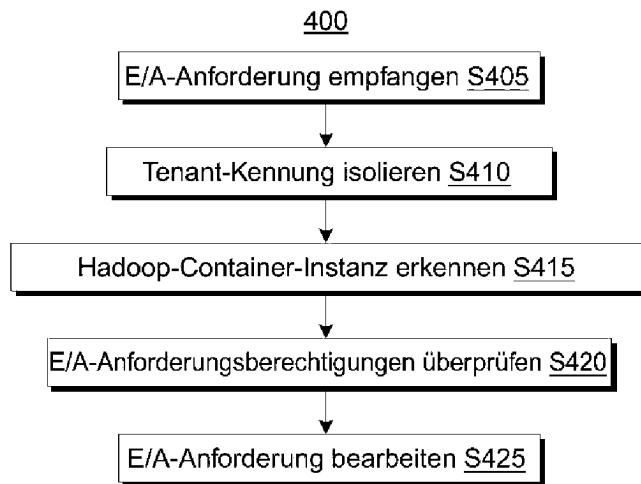 400
E/A-Anforderung empfangen S405
Tenant-Kennung isolieren S410
Hadoop-Container-Instanz erkennen S415
E/A-Anforderungsberechtigungen überprüfen S420
E/A-Anforderung bearbeiten S425